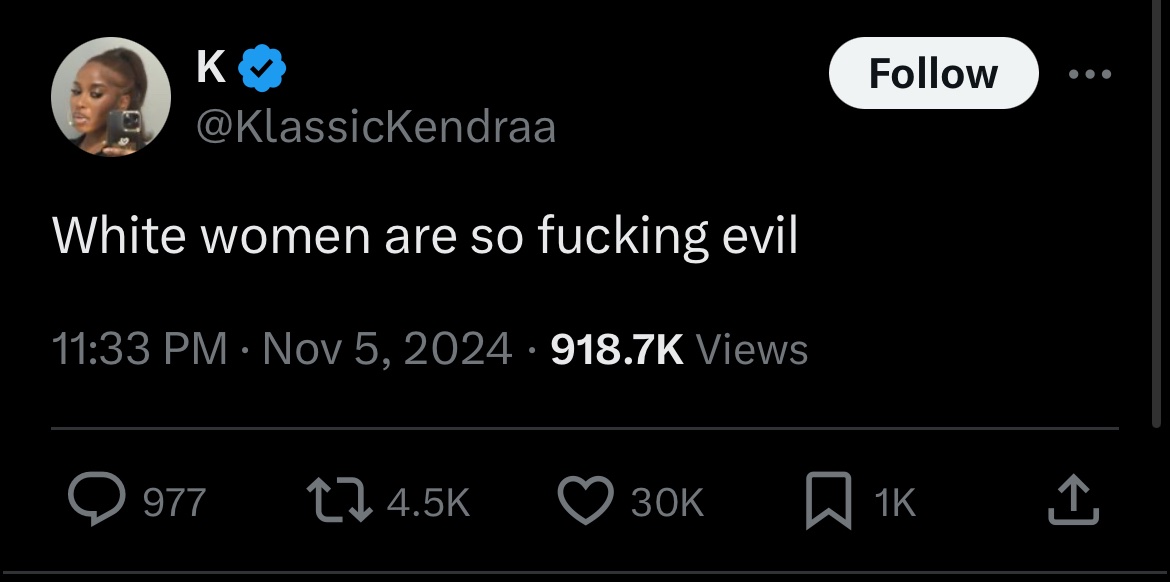 K
Follow
@KlassicKendraa
White women are so fucking evil
11:33 PM · Nov 5, 2024 · 918.7K Views
977 4.5K 30K 1K